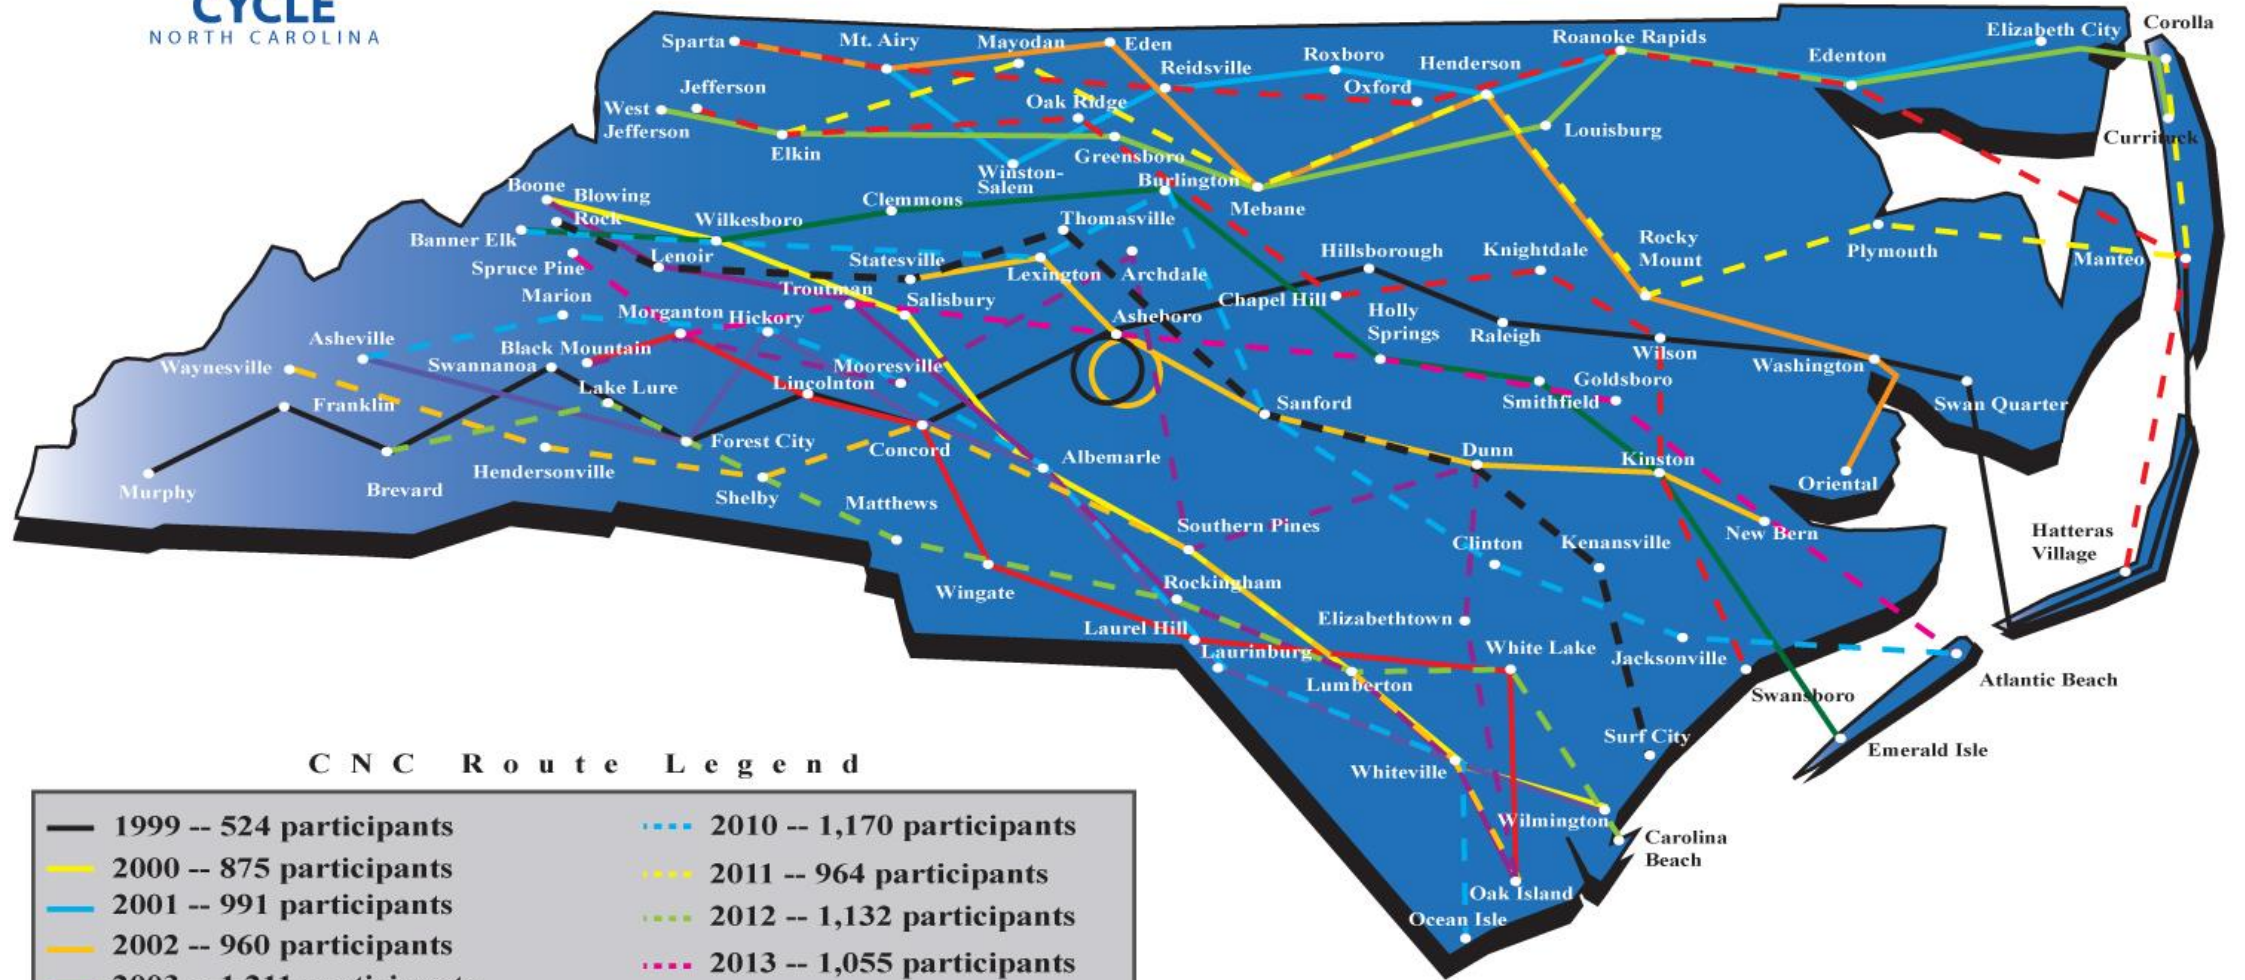 CYCLE
NORTH CAROLINA
Sparta
Mt. Airy
Mayodan
Eden
Reidsville
Roxboro
Henderson
Roanoke Rapids
Edenton
Elizabeth City
Corolla
Jefferson
West
Jefferson
Oak Ridge
Oxford
Louisburg
Currituck
Elkin
Winston-
Salem
Greensboro
Burlington
Mebane
Boone
Blowing
Rock
Banner Elk
Wilkesboro
Clemmons
Thomasville
Spruce Pine
Lenoir
Statesville
Lexington
Archdale
Hillsborough
Knightdale
Rocky
Mount
Plymouth
Manteo
Troutman
Salisbury
Chapel Hill
Marion
Morganton
Hickory
Asheboro
Holly
Springs
Raleigh
Wilson
Washington
Asheville
Black Mountain
Swannanoa
Waynesville
Lake Lure
Mooresville
Lincolnton
Goldsboro
Smithfield
Sanford
Swan Quarter
Franklin
Forest City
Concord
Albemarle
Dunn
Kinston
Oriental
Murphy
Brevard
Hendersonville
Shelby
Matthews
Southern Pines
Clinton
Kenansville
New Bern
Hatteras
Village
Wingate
Rockingham
Laurel Hill
Laurinburg
Elizabethtown
White Lake
Jacksonville
Lumberton
Swansboro
Atlantic Beach
Surf City
Emerald Isle
Whiteville
Wilmington
Carolina
Beach
Oak Island
Ocean Isle
CNC Route Legend
1999 -- 524 participants
2000 -- 875 participants
2001 -- 991 participants
2002 -- 960 participants
2010 -- 1,170 participants
2011 -- 964 participants
2012 -- 1,132 participants
2013 -- 1,055 participants